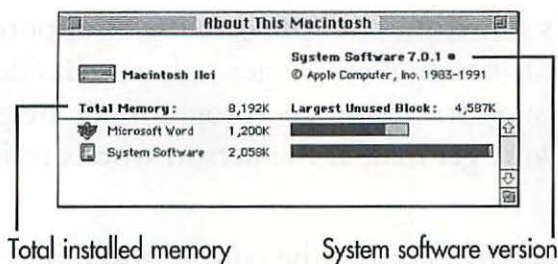 About This Macintosh
System Software 7.0.1 •
Macintosh IIci
© Apple Computer, Inc. 1983-1991
Total Memory : 8,192K Largest Unused Block : 4,587K
Microsoft Word 1,200K
System Software 2,058K
Total installed memory System software version